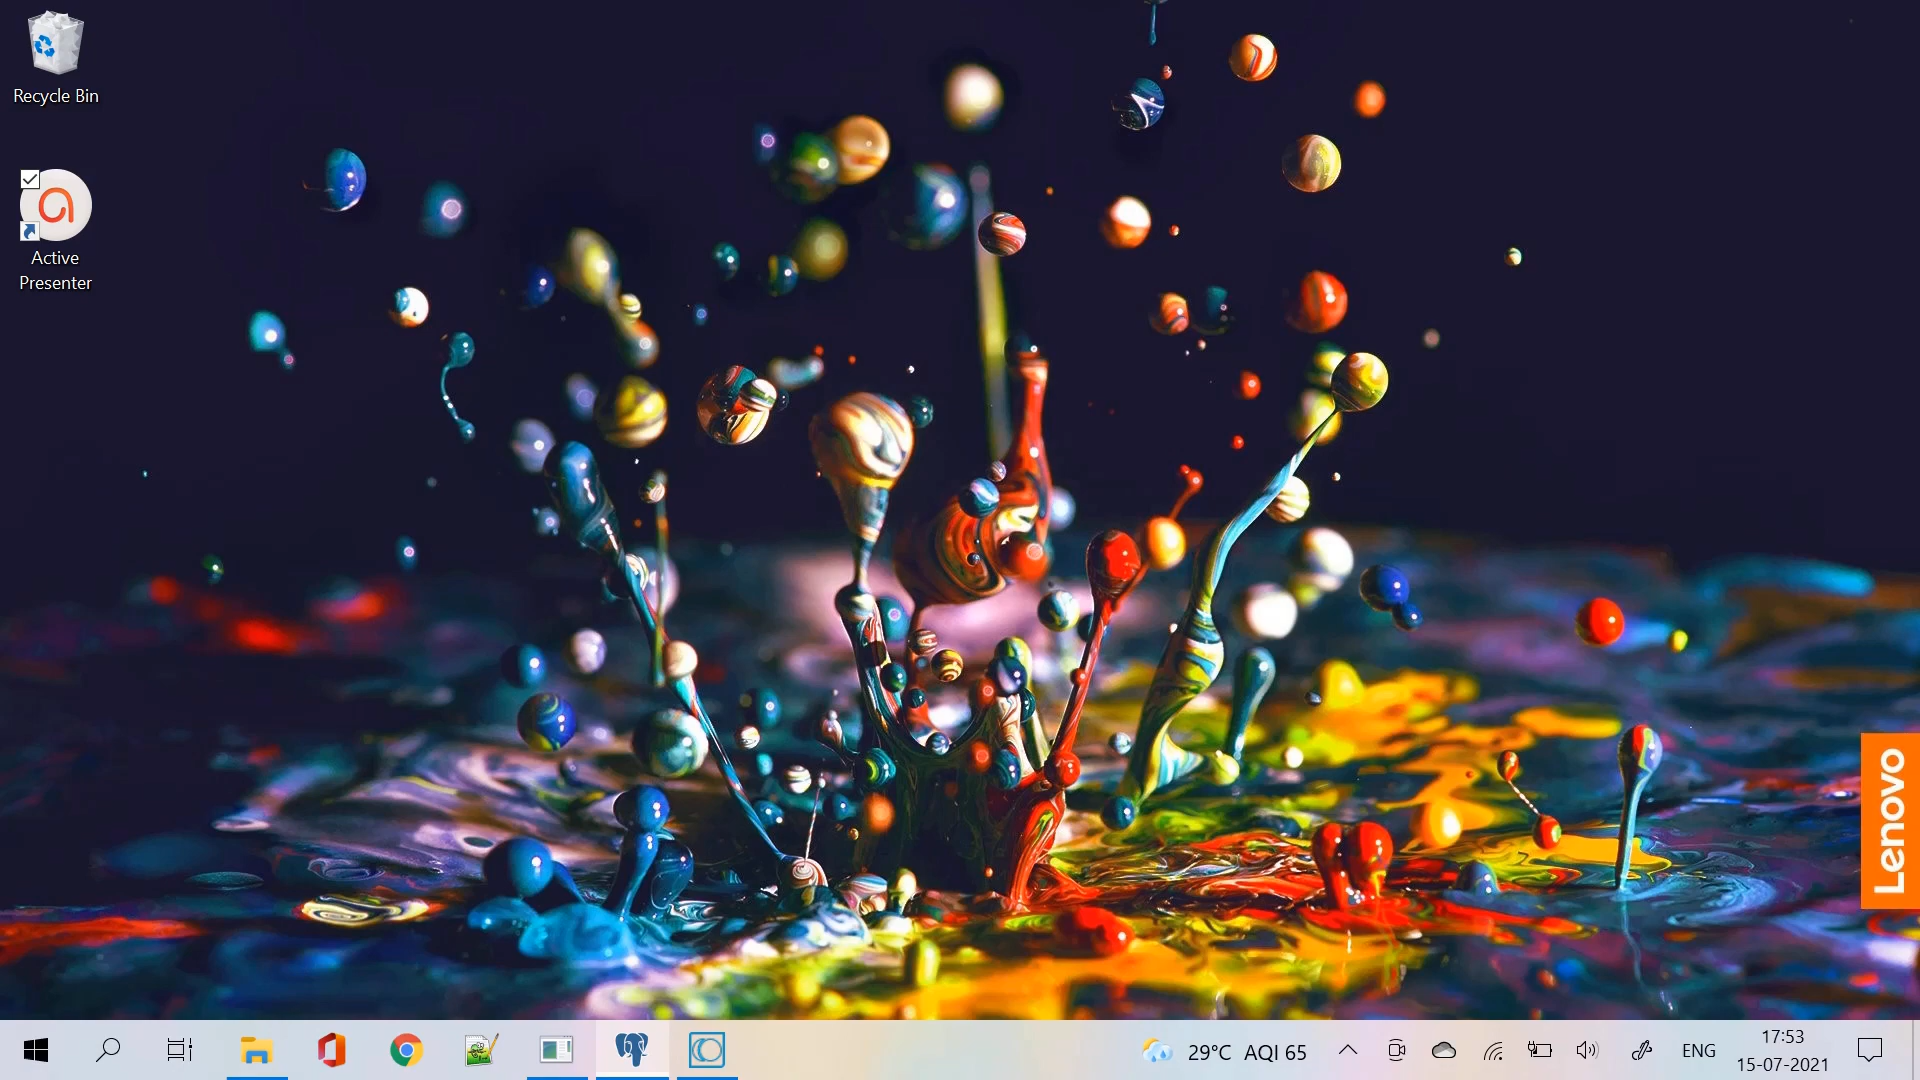 Recycle Bin
Active
Presenter
Lenovo
29°C AQI 65
ENG
17:53
15-07-2021